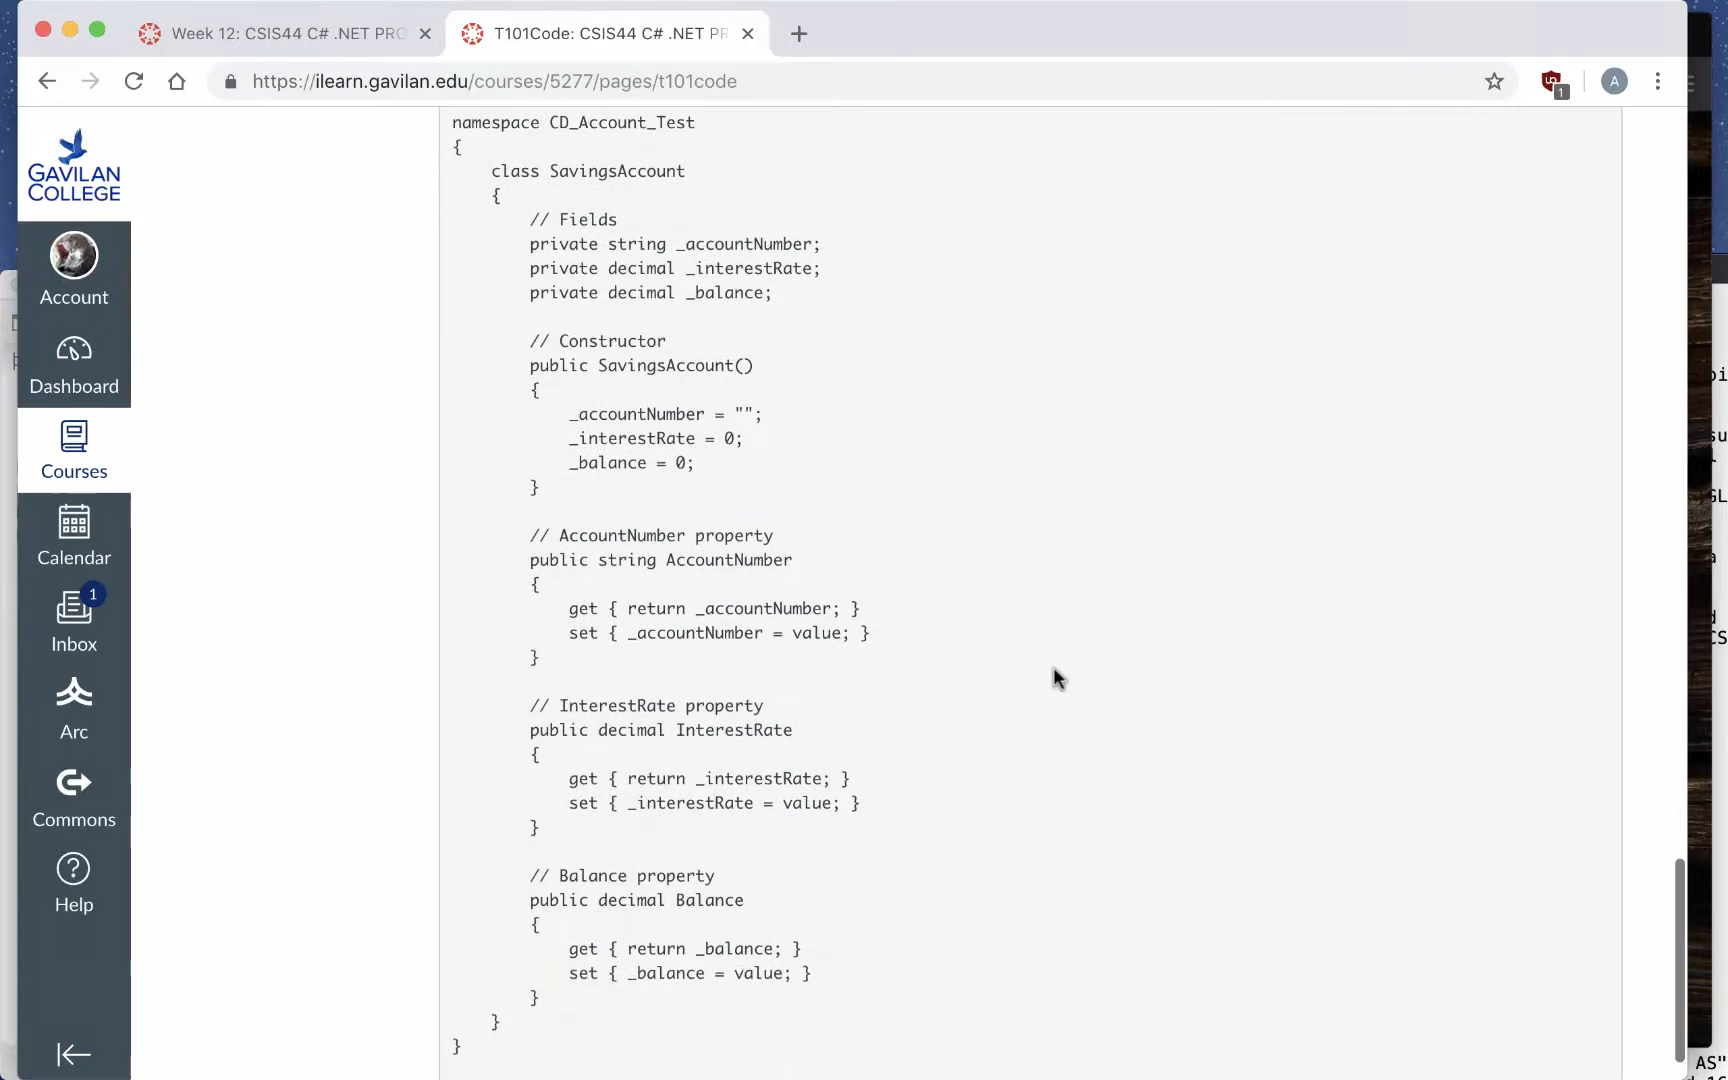 Week 12: CSIS44 C# .NET PRO
T101Code: CSIS44 C# .NET PR
https://ilearn.gavilan.edu/courses/5277/pages/t101code
1
A
GAVILAN
COLLEGE
Account
Dashboard
Courses
Calendar
1
Inbox
Arc
Commons
Help
namespace CD_Account_Test
{
    class SavingsAccount
    {
        // Fields
        private string _accountNumber;
        private decimal _interestRate;
        private decimal _balance;

        // Constructor
        public SavingsAccount()
        {
            _accountNumber = "";
            _interestRate = 0;
            _balance = 0;
        }

        // AccountNumber property
        public string AccountNumber
        {
            get { return _accountNumber; }
            set { _accountNumber = value; }
        }

        // InterestRate property
        public decimal InterestRate
        {
            get { return _interestRate; }
            set { _interestRate = value; }
        }

        // Balance property
        public decimal Balance
        {
            get { return _balance; }
            set { _balance = value; }
        }
    }
}
AS"